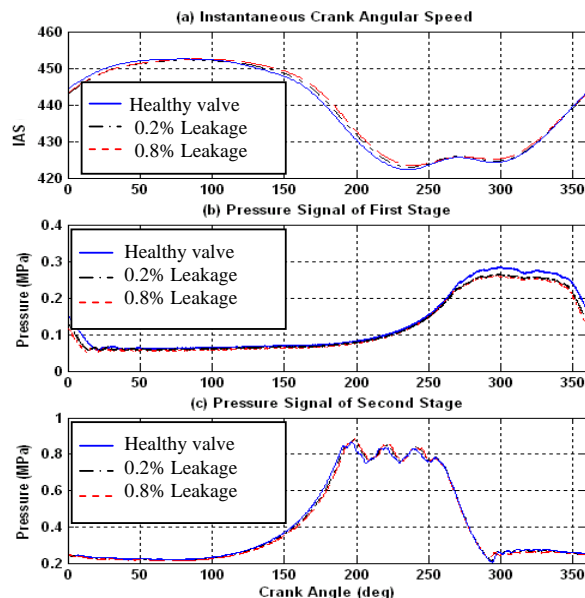 (a) Instantaneous Crank Angular Speed
460
450
440
430
420
IAS
Healthy valve
0.2% Leakage
0.8% Leakage
0 50 100 150 200 250 300 350
(b) Pressure Signal of First Stage
0.4
0.3
0.2
0.1
0
Pressure (MPa)
Healthy valve
0.2% Leakage
0.8% Leakage
0 50 100 150 200 250 300 350
(c) Pressure Signal of Second Stage
1
0.8
0.6
0.4
0.2
Pressure (MPa)
Healthy valve
0.2% Leakage
0.8% Leakage
0 50 100 150 200 250 300 350
Crank Angle (deg)